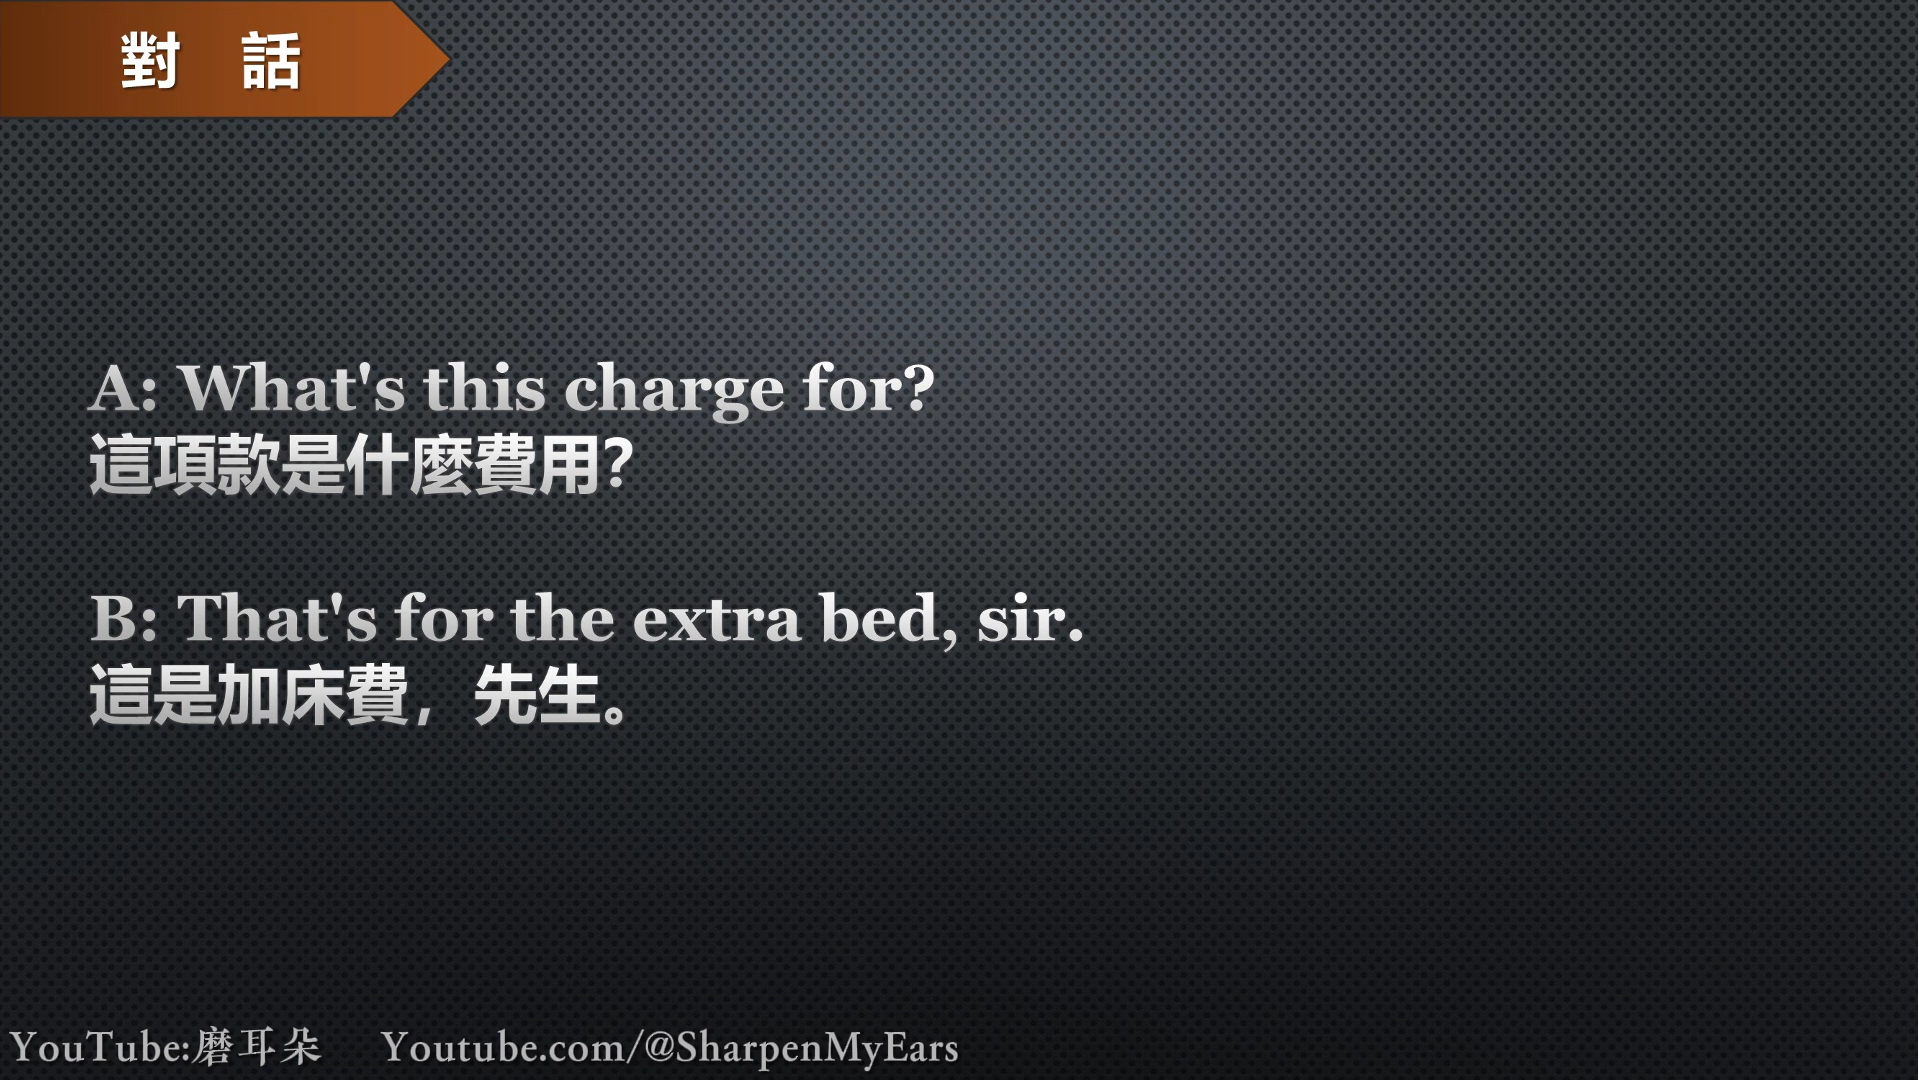 對 話
A: What's this charge for?
這項款是什麼費用?
B: That's for the extra bed, sir.
這是加床費，先生。
YouTube:磨耳朵 Youtube.com/@SharpenMyEars